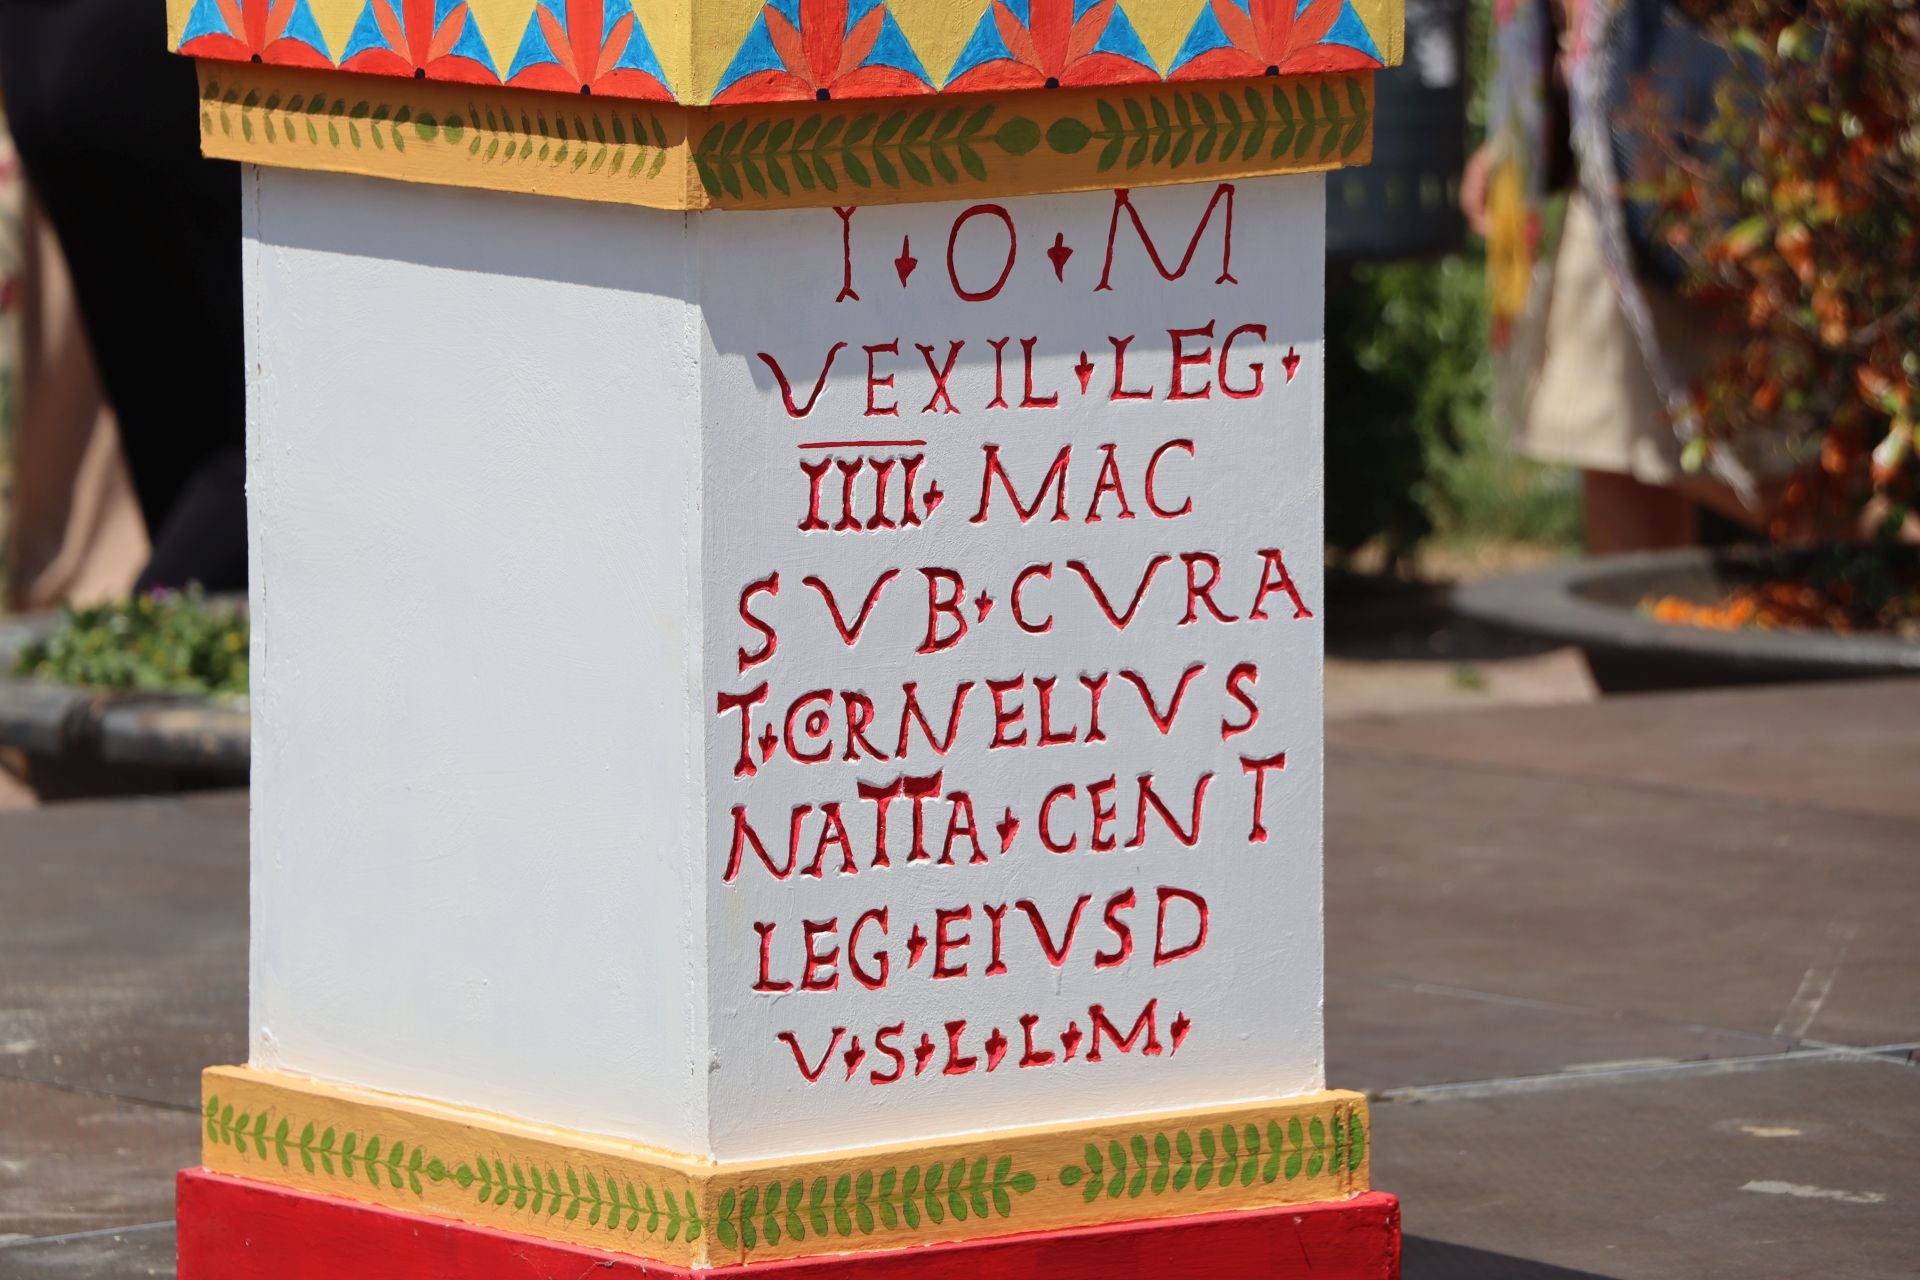 I · O · M
VEXIL · LEG ·
IIII · MAC
SVB · CVRA
T · CORNELIVS
NATTA · CENT
LEG · EIVSD
V · S · L · L · M ·